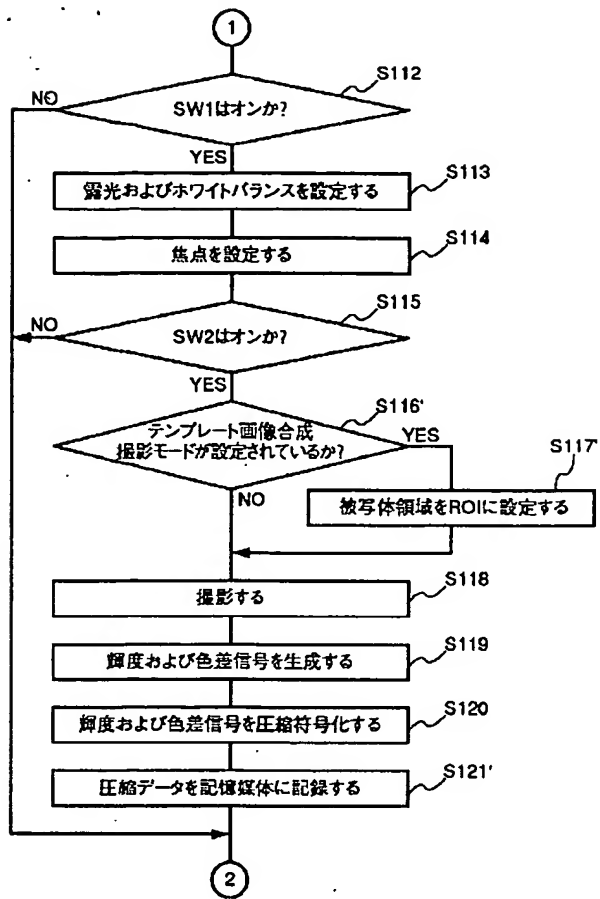 1
S112
NO
SW1はオンか?
YES
S113
露光およびホワイトバランスを設定する
S114
焦点を設定する
S115
NO
SW2はオンか?
YES
S116'
テンプレート画像合成
撮影モードが設定されているか?
YES
S117'
NO
被写体領域をROIに設定する
S118
撮影する
S119
輝度および色差信号を生成する
S120
輝度および色差信号を圧縮符号化する
S121'
圧縮データを記憶媒体に記録する
2